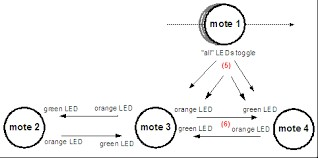 mote 1
"all" LEDs toggle
(5)
green LED orange LED orange LED green LED
mote 2 mote 3 (6) mote 4
orange LED green LED green LED orange LED